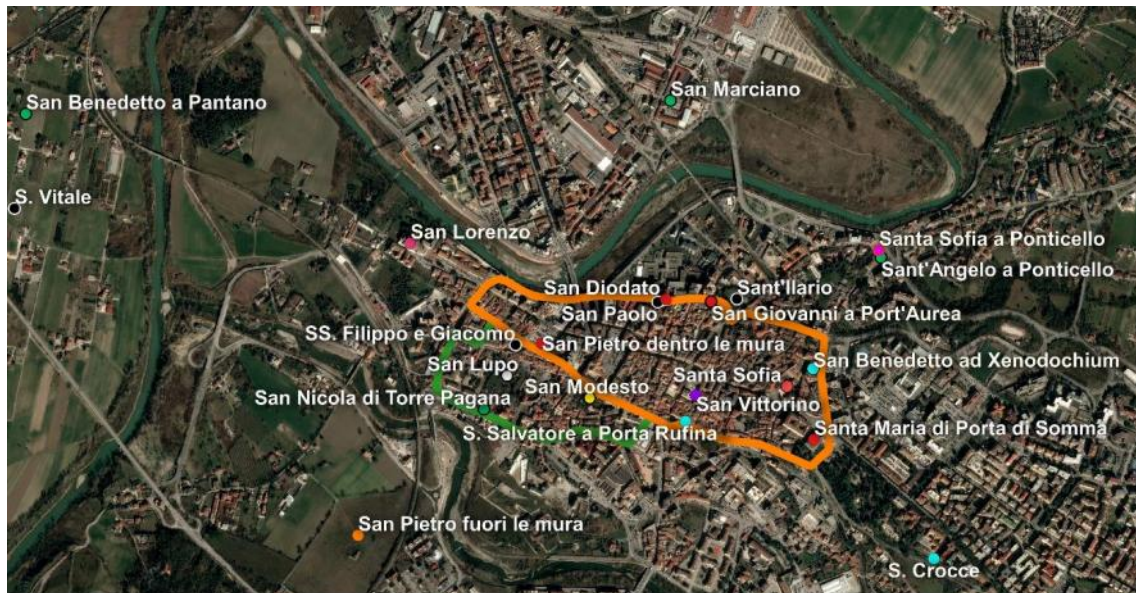 San Benedetto a Pantano
San Marciano
S. Vitale
San Lorenzo
Santa Sofia a Ponticello
Sant'Angelo a Ponticello
San Diodato
Sant'Ilario
San Paolo
San Giovanni a Port'Aurea
SS. Filippo e Giacomo
San Pietro dentro le mura
San Lupo
San Benedetto ad Xenodochium
San Modesto
Santa Sofia
San Nicola di Torre Pagana
San Vittorino
S. Salvatore a Porta Rufina
Santa Maria di Porta di Somma
San Pietro fuori le mura
S. Crocce